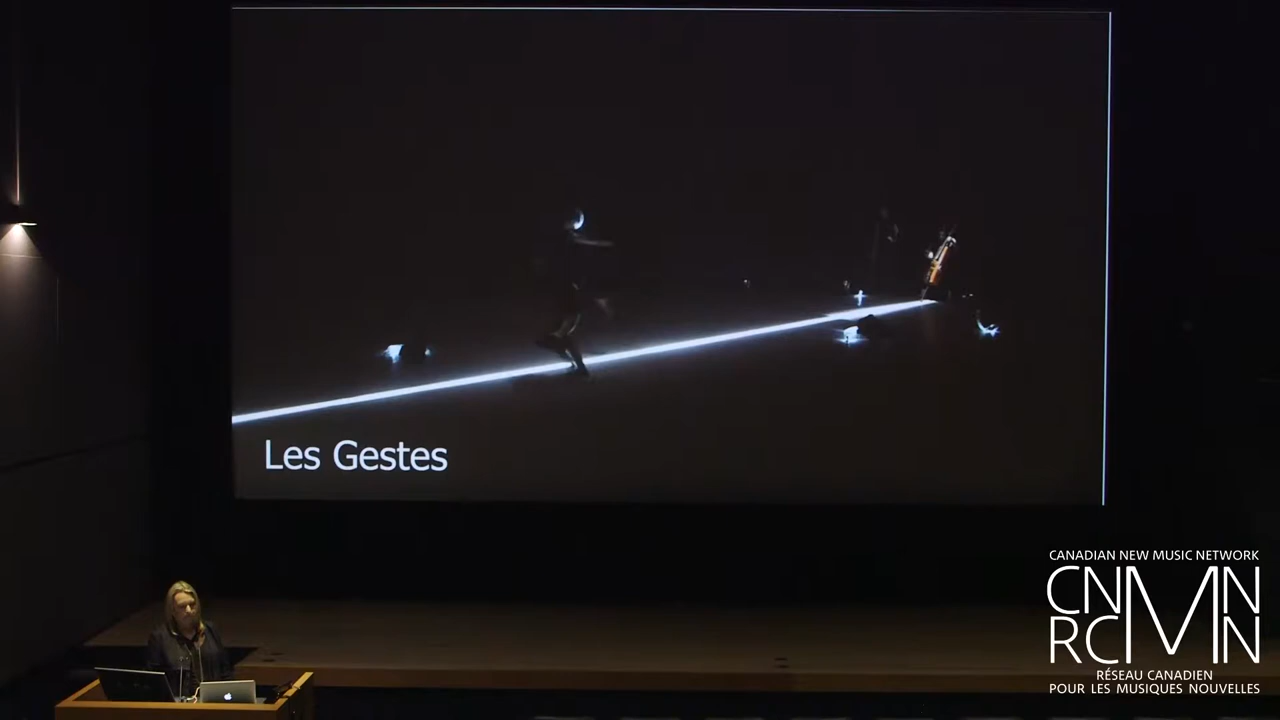 Les Gestes
CANADIAN NEW MUSIC NETWORK
CNMN
RCMN
RÉSEAU CANADIEN
POUR LES MUSIQUES NOUVELLES